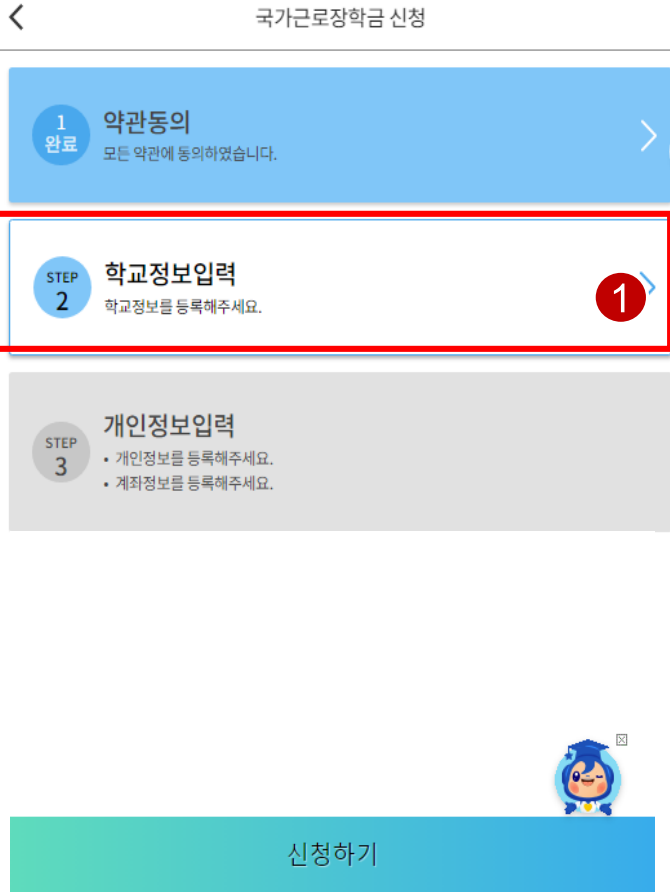 국가근로장학금 신청
1
완료
약관동의
모든 약관에 동의하였습니다.
STEP
2
학교정보입력
학교정보를 등록해주세요.
1
STEP
3
개인정보입력
• 개인정보를 등록해주세요.
• 계좌정보를 등록해주세요.
신청하기